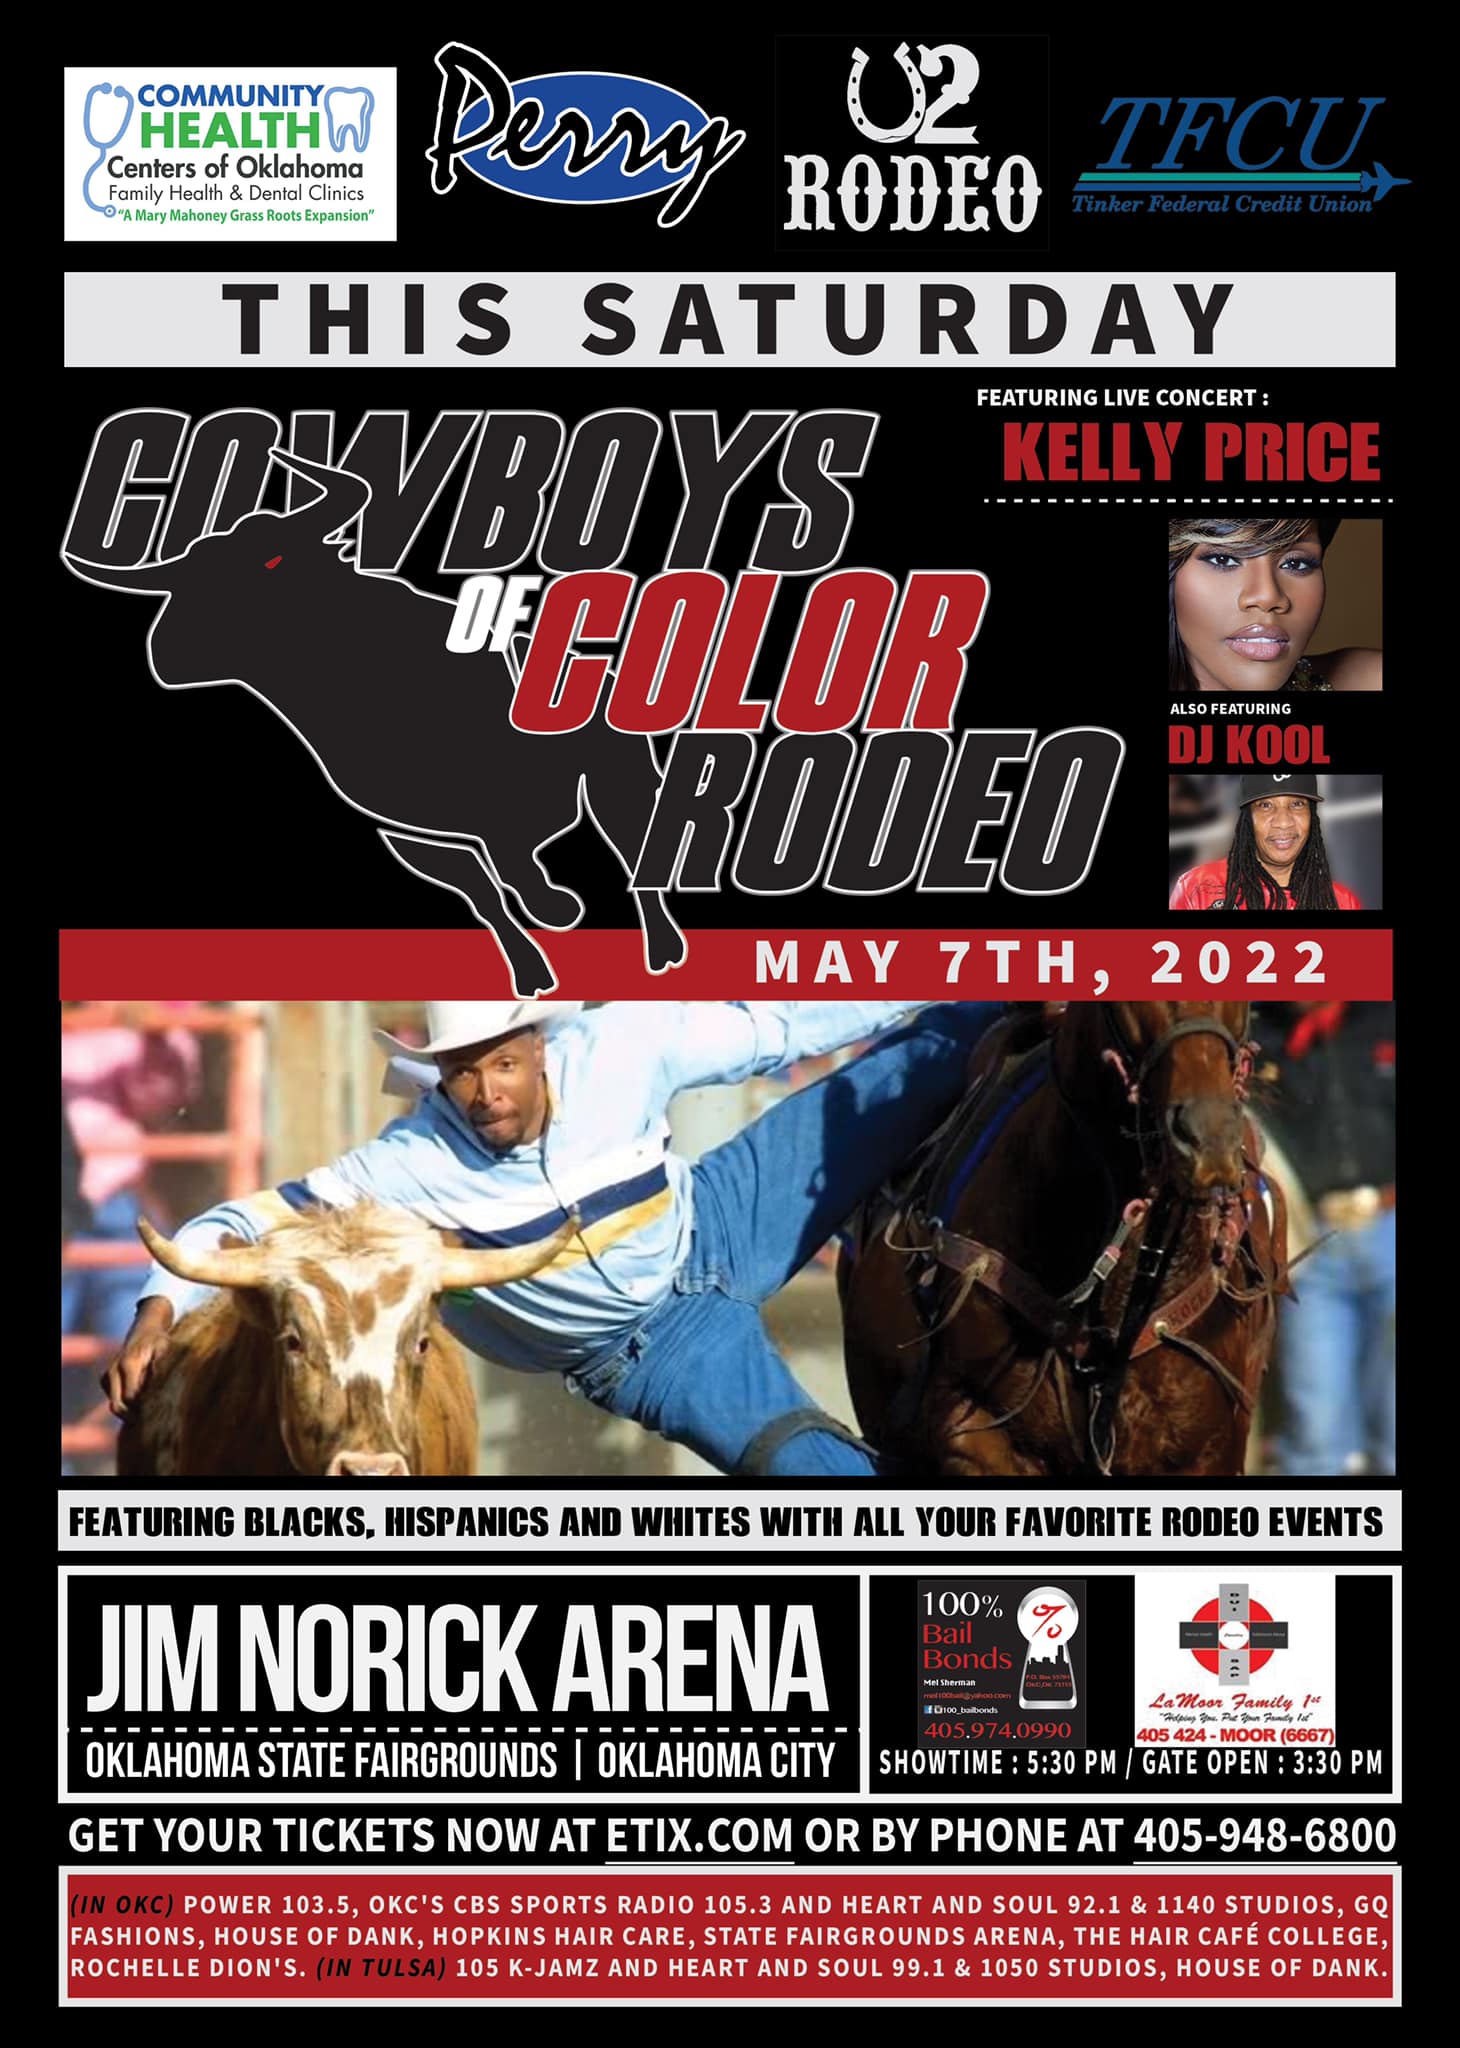 COMMUNITY
HEALTH
Centers of Oklahoma
Family Health & Dental Clinics
"A Mary Mahoney Grass Roots Expansion"
Perry
U2
RODEO
TFCU
Tinker Federal Credit Union
THIS SATURDAY
FEATURING LIVE CONCERT :
KELLY PRICE
COWBOYS
OF COLOR
RODEO
ALSO FEATURING
DJ KOOL
MAY 7TH, 2022
FEATURING BLACKS, HISPANICS AND WHITES WITH ALL YOUR FAVORITE RODEO EVENTS
JIM NORICK ARENA
OKLAHOMA STATE FAIRGROUNDS | OKLAHOMA CITY
100%
Bail
Bonds
%
Mel Sherman
mel100bail@yahoo.com
100_bailbonds
405.974.0990
LaMoor Family 1st
"Helping You, Put Your Family 1st"
405 424 - MOOR (6667)
SHOWTIME : 5:30 PM / GATE OPEN : 3:30 PM
GET YOUR TICKETS NOW AT ETIX.COM OR BY PHONE AT 405-948-6800
(IN OKC) POWER 103.5, OKC'S CBS SPORTS RADIO 105.3 AND HEART AND SOUL 92.1 & 1140 STUDIOS, GQ
FASHIONS, HOUSE OF DANK, HOPKINS HAIR CARE, STATE FAIRGROUNDS ARENA, THE HAIR CAFÉ COLLEGE,
ROCHELLE DION'S. (IN TULSA) 105 K-JAMZ AND HEART AND SOUL 99.1 & 1050 STUDIOS, HOUSE OF DANK.